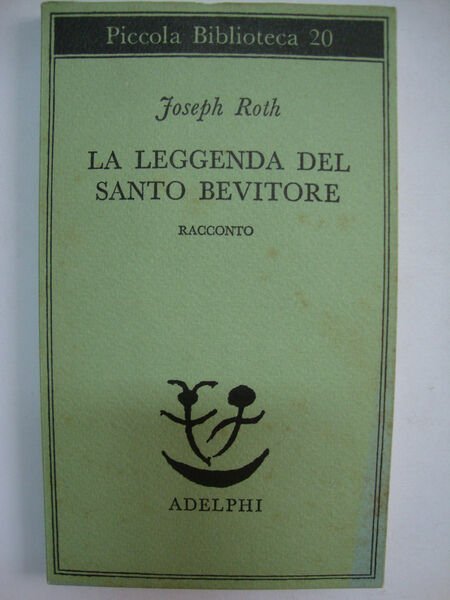 Piccola Biblioteca 20
Joseph Roth
LA LEGGENDA DEL
SANTO BEVITORE
RACCONTO
ADELPHI